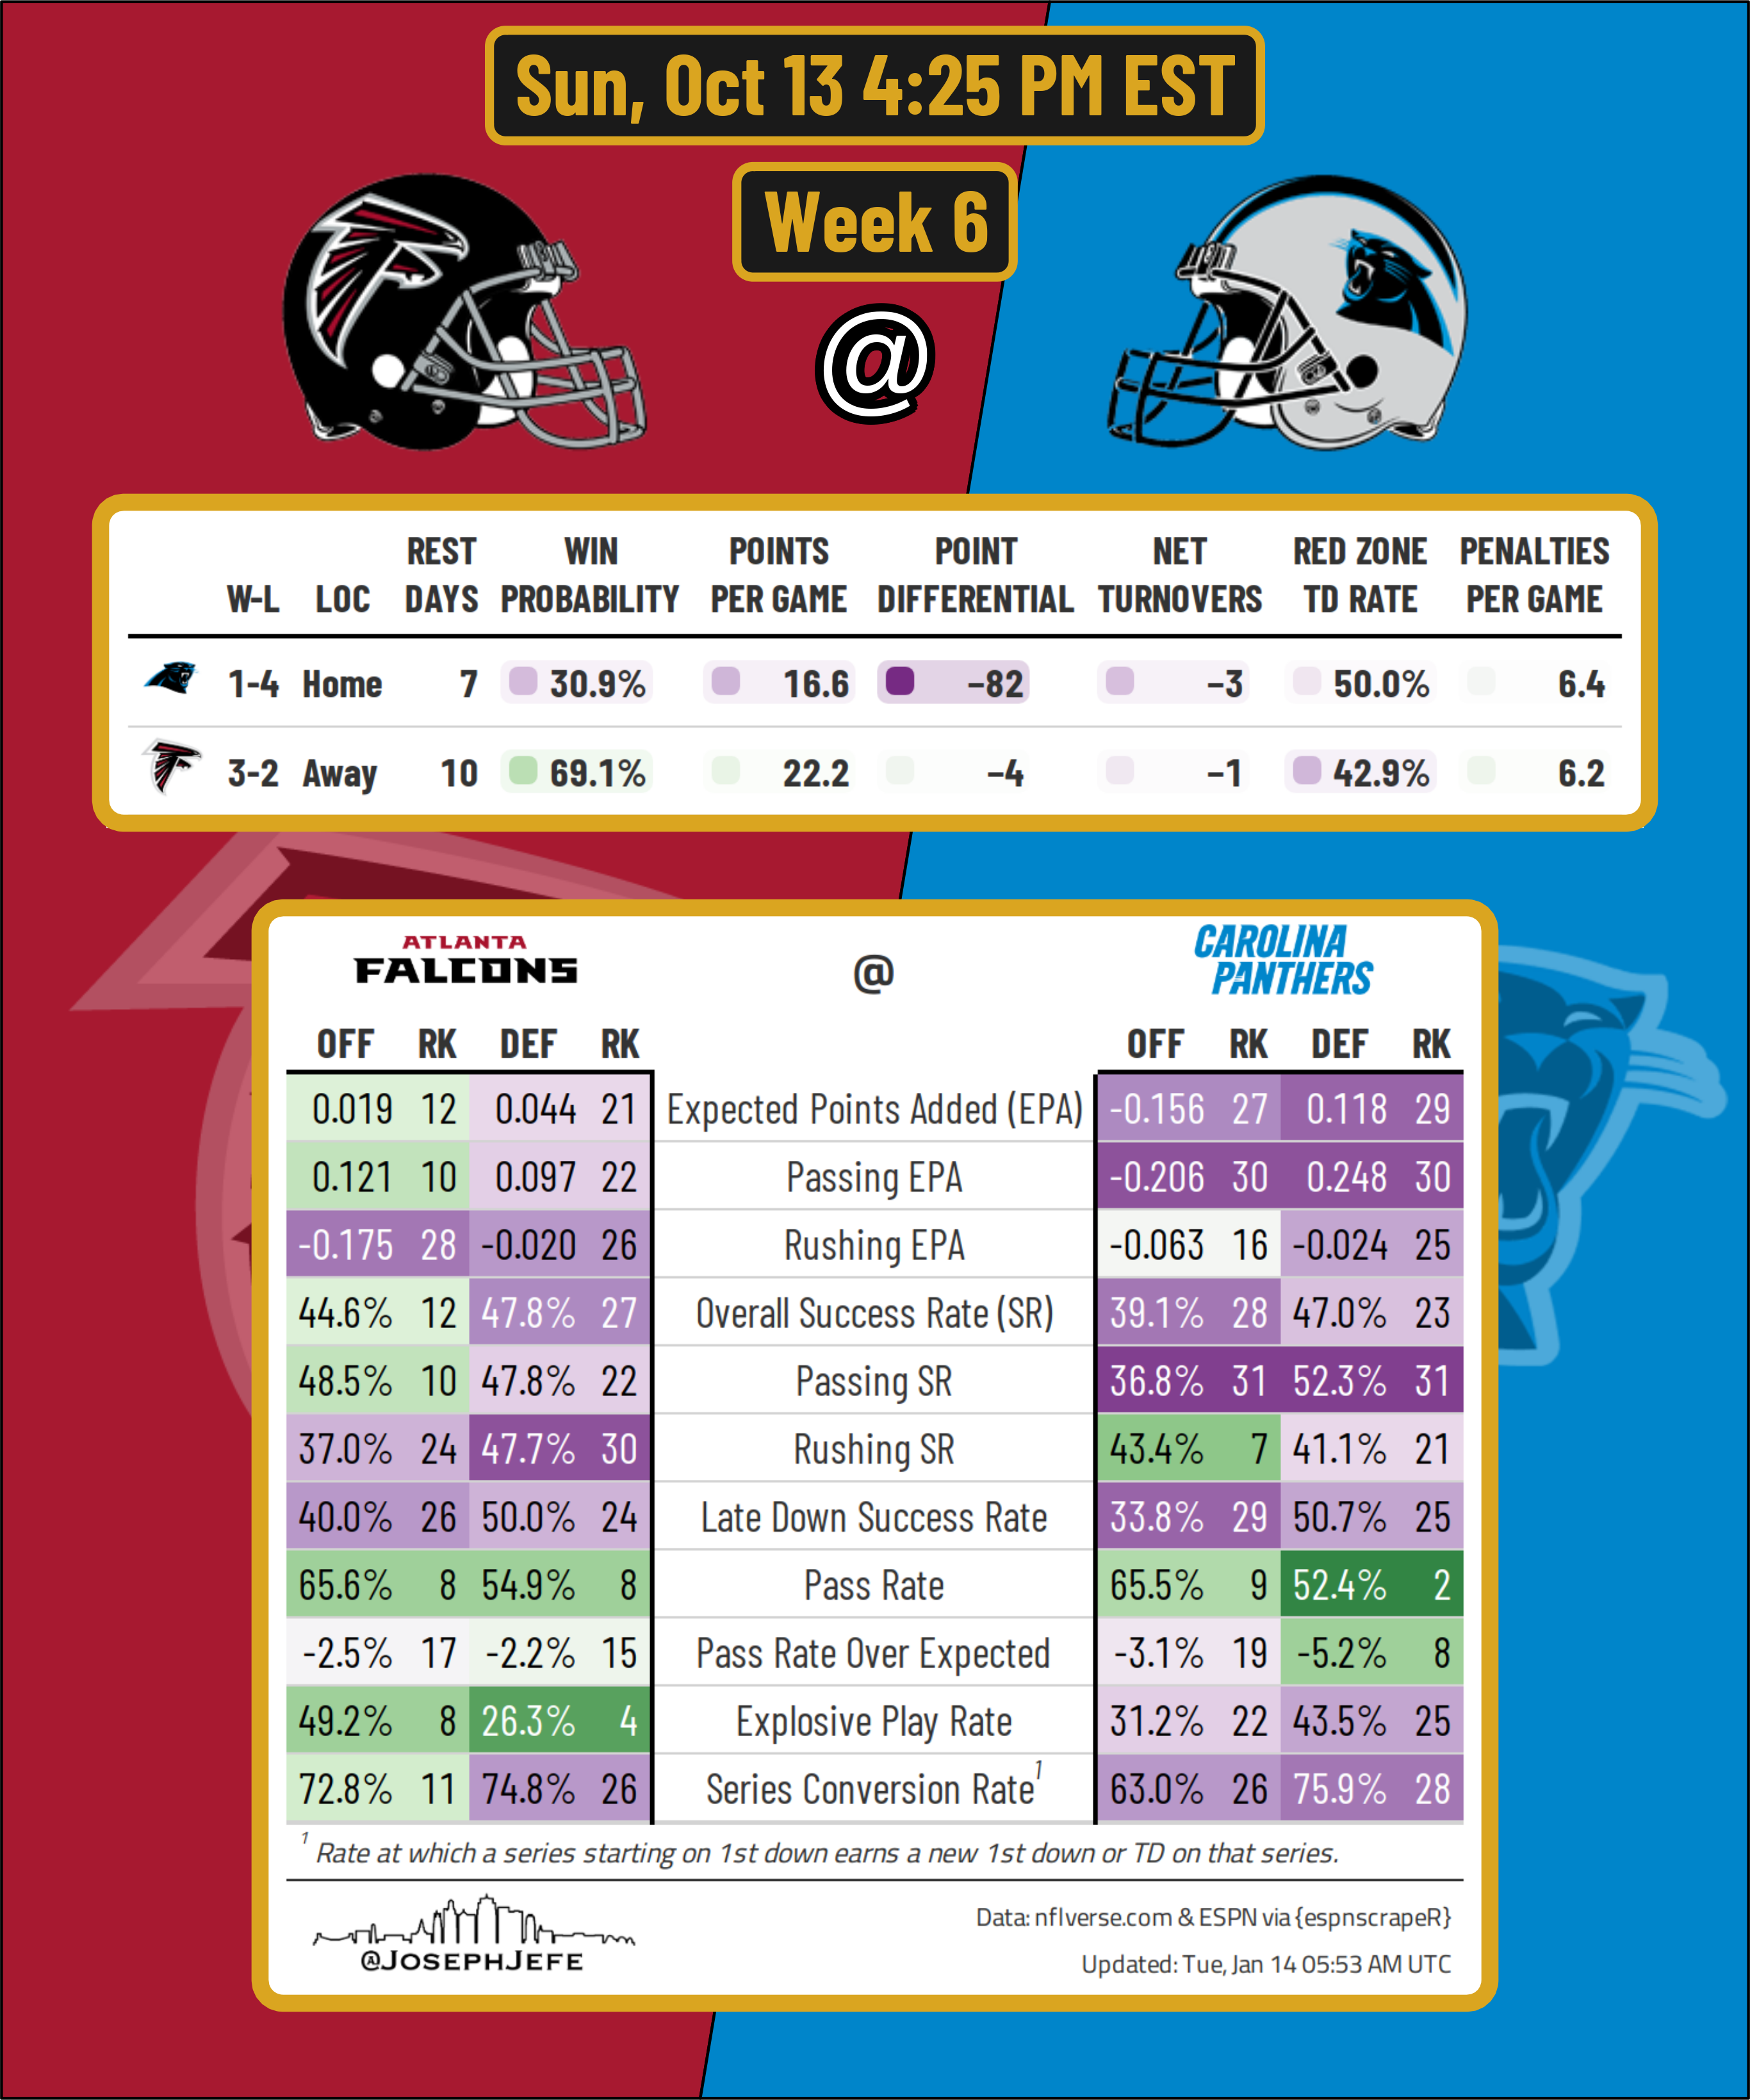 Sun, Oct 13 4:25 PM EST
Week 6
@
W-L LOC REST DAYS WIN PROBABILITY POINTS PER GAME POINT DIFFERENTIAL NET TURNOVERS RED ZONE TD RATE PENALTIES PER GAME
1-4 Home 7 30.9% 16.6 −82 −3 50.0% 6.4
3-2 Away 10 69.1% 22.2 −4 −1 42.9% 6.2
ATLANTA
FALCONS
@
CAROLINA
PANTHERS
OFF RK DEF RK OFF RK DEF RK
0.019 12 0.044 21 Expected Points Added (EPA) -0.156 27 0.118 29
0.121 10 0.097 22 Passing EPA -0.206 30 0.248 30
-0.175 28 -0.020 26 Rushing EPA -0.063 16 -0.024 25
44.6% 12 47.8% 27 Overall Success Rate (SR) 39.1% 28 47.0% 23
48.5% 10 47.8% 22 Passing SR 36.8% 31 52.3% 31
37.0% 24 47.7% 30 Rushing SR 43.4% 7 41.1% 21
40.0% 26 50.0% 24 Late Down Success Rate 33.8% 29 50.7% 25
65.6% 8 54.9% 8 Pass Rate 65.5% 9 52.4% 2
-2.5% 17 -2.2% 15 Pass Rate Over Expected -3.1% 19 -5.2% 8
49.2% 8 26.3% 4 Explosive Play Rate 31.2% 22 43.5% 25
72.8% 11 74.8% 26 Series Conversion Rate¹ 63.0% 26 75.9% 28
¹ Rate at which a series starting on 1st down earns a new 1st down or TD on that series.
@JOSEPHJEFE
Data: nflverse.com & ESPN via {espnscrapeR}
Updated: Tue, Jan 14 05:53 AM UTC